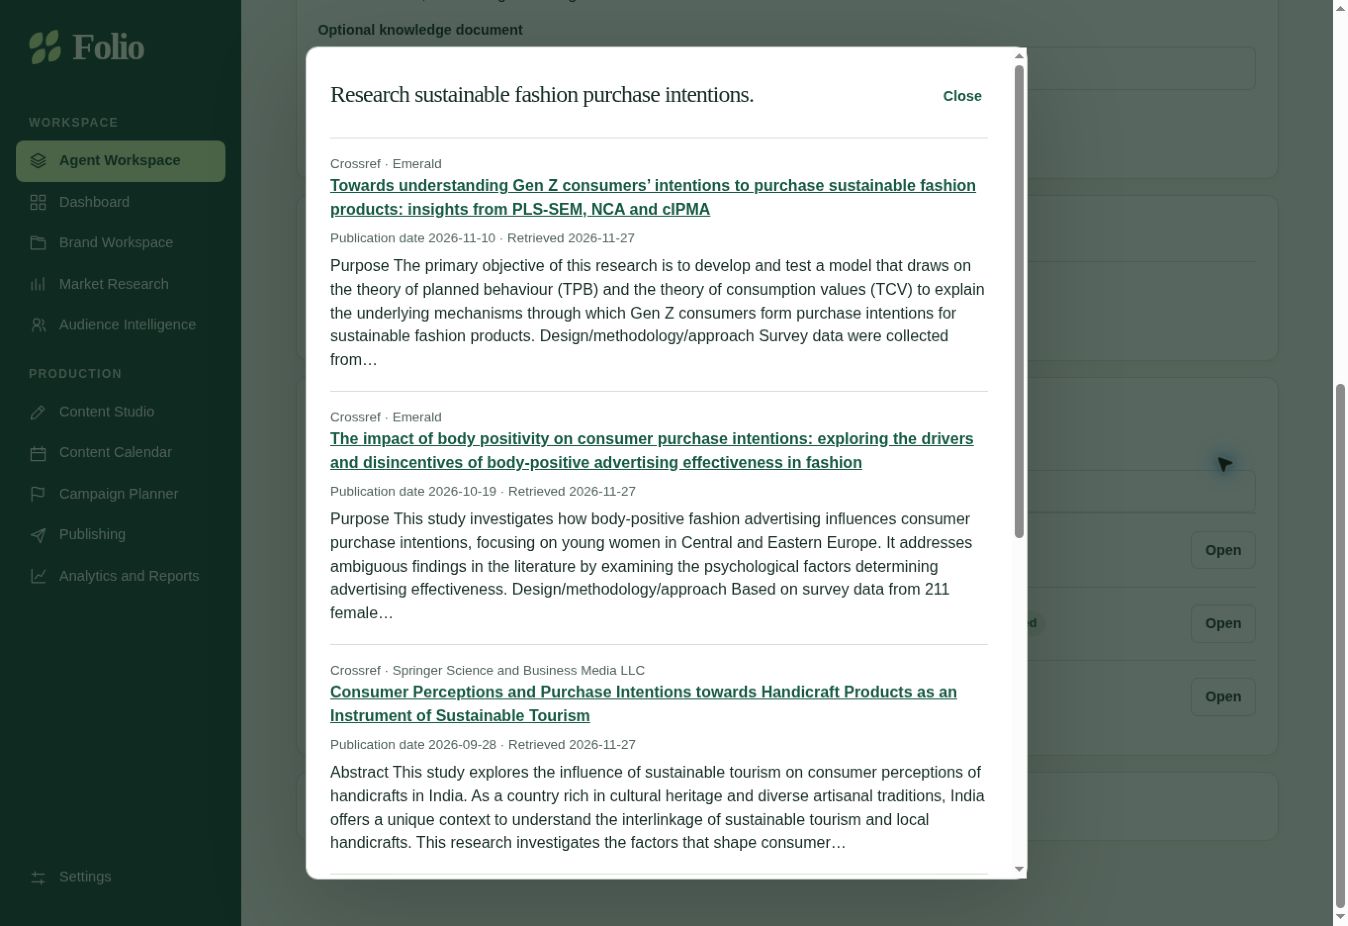 Folio
WORKSPACE
Agent Workspace
Dashboard
Brand Workspace
Market Research
Audience Intelligence
PRODUCTION
Content Studio
Content Calendar
Campaign Planner
Publishing
Analytics and Reports
Settings
Optional knowledge document
Research sustainable fashion purchase intentions.
Close
Crossref · Emerald
Towards understanding Gen Z consumers’ intentions to purchase sustainable fashion
products: insights from PLS-SEM, NCA and cIPMA
Publication date 2026-11-10 · Retrieved 2026-11-27
Purpose The primary objective of this research is to develop and test a model that draws on
the theory of planned behaviour (TPB) and the theory of consumption values (TCV) to explain
the underlying mechanisms through which Gen Z consumers form purchase intentions for
sustainable fashion products. Design/methodology/approach Survey data were collected
from…
Crossref · Emerald
The impact of body positivity on consumer purchase intentions: exploring the drivers
and disincentives of body-positive advertising effectiveness in fashion
Publication date 2026-10-19 · Retrieved 2026-11-27
Purpose This study investigates how body-positive fashion advertising influences consumer
purchase intentions, focusing on young women in Central and Eastern Europe. It addresses
ambiguous findings in the literature by examining the psychological factors determining
advertising effectiveness. Design/methodology/approach Based on survey data from 211
female…
Crossref · Springer Science and Business Media LLC
Consumer Perceptions and Purchase Intentions towards Handicraft Products as an
Instrument of Sustainable Tourism
Publication date 2026-09-28 · Retrieved 2026-11-27
Abstract This study explores the influence of sustainable tourism on consumer perceptions of
handicrafts in India. As a country rich in cultural heritage and diverse artisanal traditions, India
offers a unique context to understand the interlinkage of sustainable tourism and local
handicrafts. This research investigates the factors that shape consumer…
Open
Open
Open